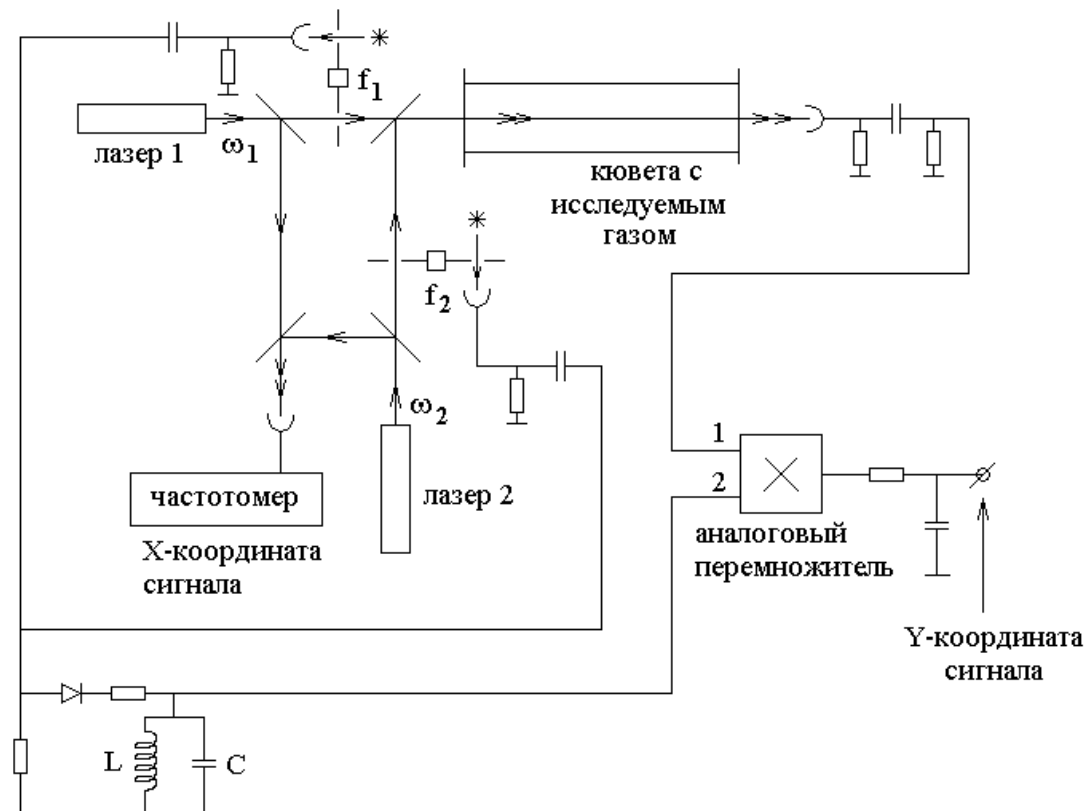 f₁
лазер 1
ω₁
кювета с
исследуемым
газом
f₂
ω₂
1
2
частотомер
лазер 2
аналоговый
перемножитель
X-координата
сигнала
Y-координата
сигнала
L
C